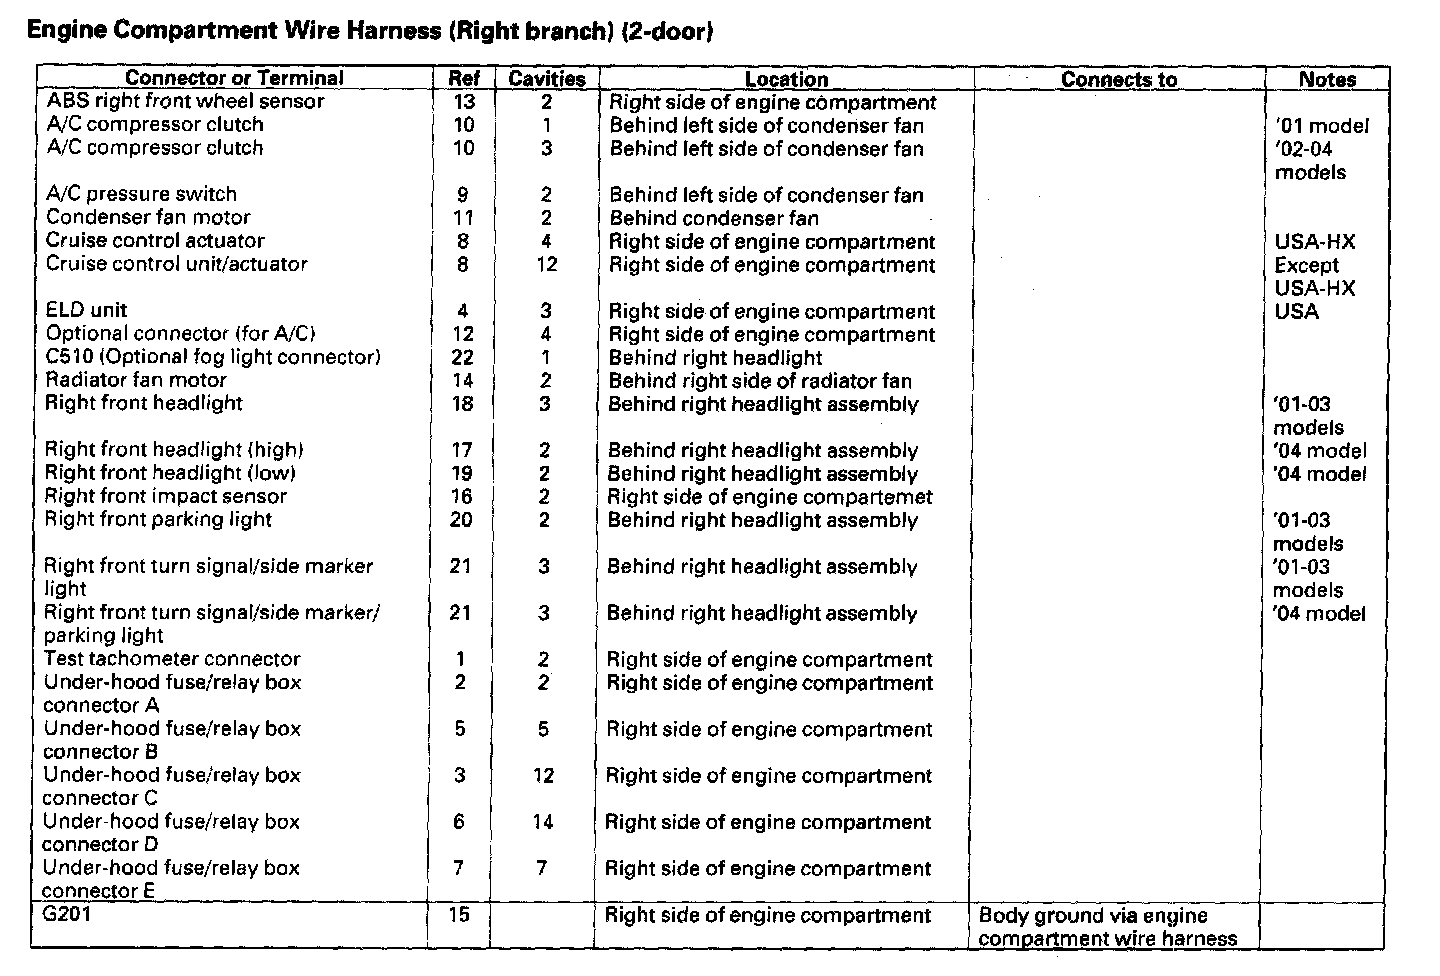 Engine Compartment Wire Harness (Right branch) (2-door)
Connector or Terminal Ref Cavities Location Connects to Notes
ABS right front wheel sensor 13 2 Right side of engine compartment
A/C compressor clutch 10 1 Behind left side of condenser fan '01 model
A/C compressor clutch 10 3 Behind left side of condenser fan '02-04
models
A/C pressure switch 9 2 Behind left side of condenser fan
Condenser fan motor 11 2 Behind condenser fan
Cruise control actuator 8 4 Right side of engine compartment USA-HX
Cruise control unit/actuator 8 12 Right side of engine compartment Except
USA-HX
ELD unit 4 3 Right side of engine compartment USA
Optional connector (for A/C) 12 4 Right side of engine compartment
C510 (Optional fog light connector) 22 1 Behind right headlight
Radiator fan motor 14 2 Behind right side of radiator fan
Right front headlight 18 3 Behind right headlight assembly '01-03
models
Right front headlight (high) 17 2 Behind right headlight assembly '04 model
Right front headlight (low) 19 2 Behind right headlight assembly '04 model
Right front impact sensor 16 2 Right side of engine compartemet
Right front parking light 20 2 Behind right headlight assembly '01-03
models
Right front turn signal/side marker 21 3 Behind right headlight assembly '01-03
light models
Right front turn signal/side marker/ 21 3 Behind right headlight assembly '04 model
parking light
Test tachometer connector 1 2 Right side of engine compartment
Under-hood fuse/relay box 2 2 Right side of engine compartment
connector A
Under-hood fuse/relay box 5 5 Right side of engine compartment
connector B
Under-hood fuse/relay box 3 12 Right side of engine compartment
connector C
Under-hood fuse/relay box 6 14 Right side of engine compartment
connector D
Under-hood fuse/relay box 7 7 Right side of engine compartment
connector E
G201 15 Right side of engine compartment Body ground via engine
compartment wire harness